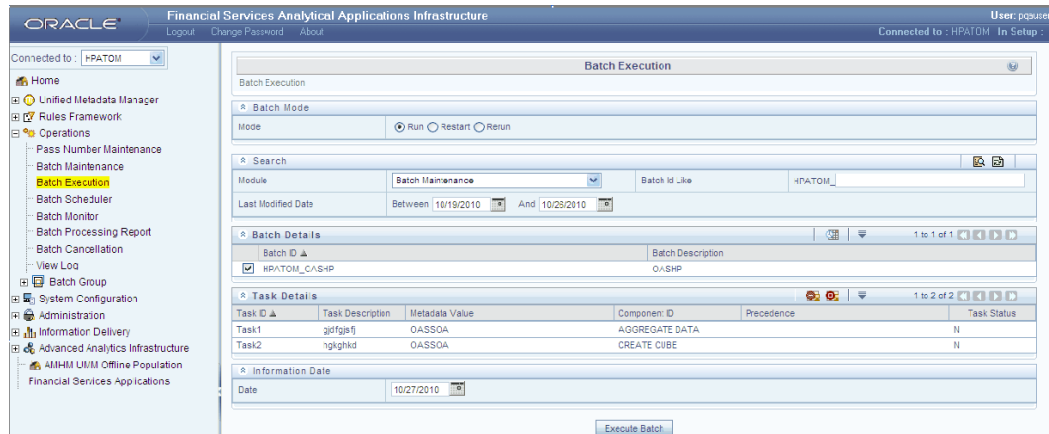 ORACLE
Financial Services Analytical Applications Infrastructure
User: pqauser
Logout Change Password About
Connected to : HPATOM In Setup :
Connected to : HPATOM
Home
Unified Metadata Manager
Rules Framework
Operations
Pass Number Maintenance
Batch Maintenance
Batch Execution
Batch Scheduler
Batch Monitor
Batch Processing Report
Batch Cancellation
View Log
Batch Group
System Configuration
Administration
Information Delivery
Advanced Analytics Infrastructure
AMHM UMM Offline Population
Financial Services Applications
Batch Execution
Batch Execution
Batch Mode
Mode Run Restart Rerun
Search
Module Batch Maintenance Batch Id Like HPATOM_
Last Modified Date Between 10/19/2010 And 10/26/2010
Batch Details 1 to 1 of 1
Batch ID Batch Description
HPATOM_CASHP OASHP
Task Details 1 to 2 of 2
Task ID Task Description Metadata Value Component ID Precedence Task Status
Task1 gjdfgjsfj OASSOA AGGREGATE DATA N
Task2 OASSOA CREATE CUBE N
Information Date
Date 10/27/2010
Execute Batch